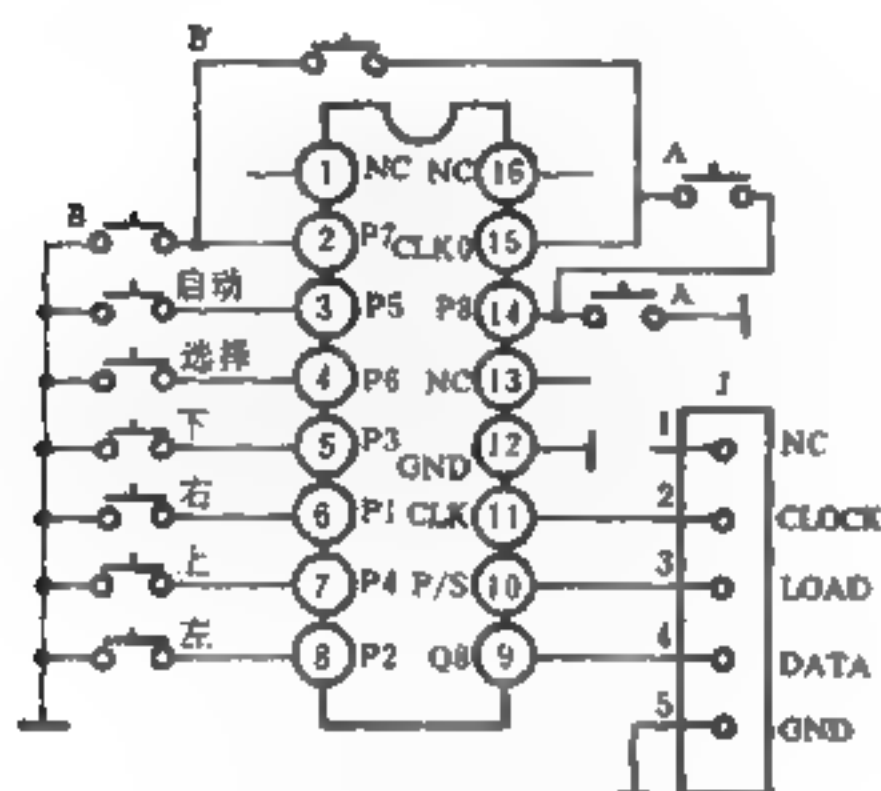 B'
1 NC NC 16
A
B 2 P7 CLK0 15
启动 3 P5 P8 14 A
选择 4 P6 NC 13
J
下 5 P3 GND 12 1 NC
右 6 P1 CLK 11 2 CLOCK
上 7 P4 P/S 10 3 LOAD
左 8 P2 Q8 9 4 DATA
5 GND